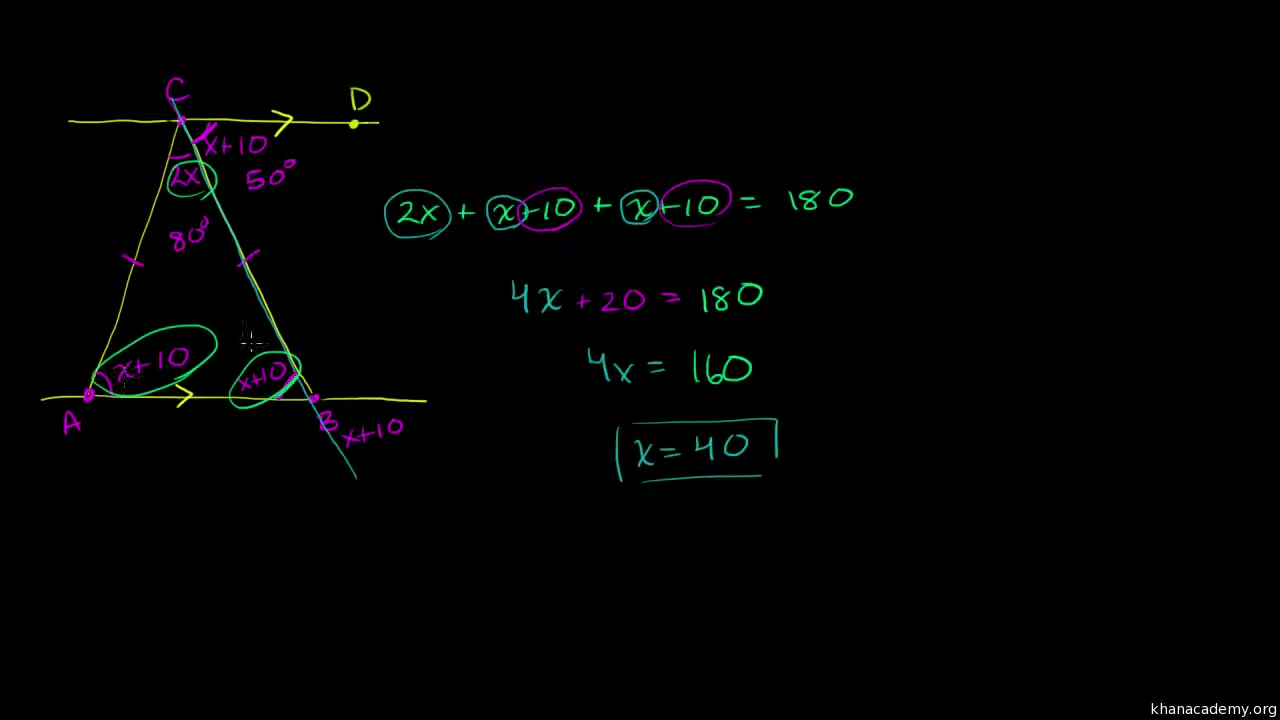 C
D
x+10
2x
50°
80°
2x + x+10 + x+10 = 180
4x + 20 = 180
x+10
x+10
4x = 160
A
B
x+10
x = 40
khanacademy.org